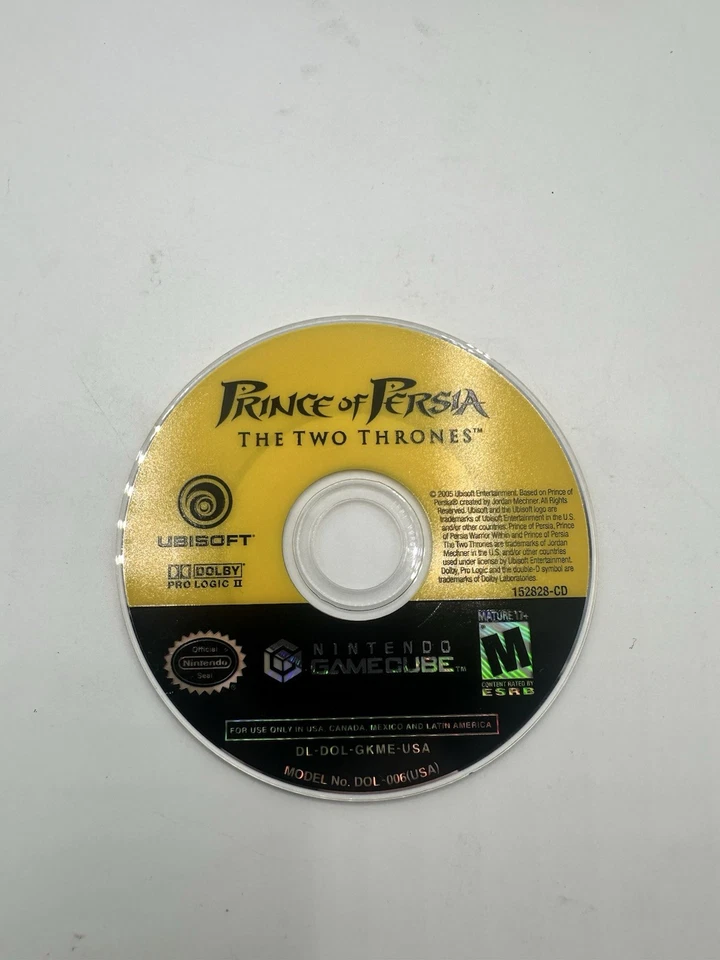 PRINCE OF PERSIA
THE TWO THRONES™
UBISOFT
DOLBY
PRO LOGIC II
© 2005 Ubisoft Entertainment. Based on Prince of
Persia® created by Jordan Mechner. All Rights
Reserved. Ubisoft and the Ubisoft logo are
trademarks of Ubisoft Entertainment in the U.S.
and/or other countries. Prince of Persia, Prince
of Persia Warrior Within and Prince of Persia
The Two Thrones are trademarks of Jordan
Mechner in the U.S. and/or other countries
used under license by Ubisoft Entertainment.
Dolby, Pro Logic and the double-D symbol are
trademarks of Dolby Laboratories.
152828-CD
Official
Nintendo
Seal
NINTENDO
GAMECUBE™
MATURE 17+
M
CONTENT RATED BY
ESRB
FOR USE ONLY IN USA, CANADA, MEXICO AND LATIN AMERICA
DL-DOL-GKME-USA
MODEL No. DOL-006(USA)